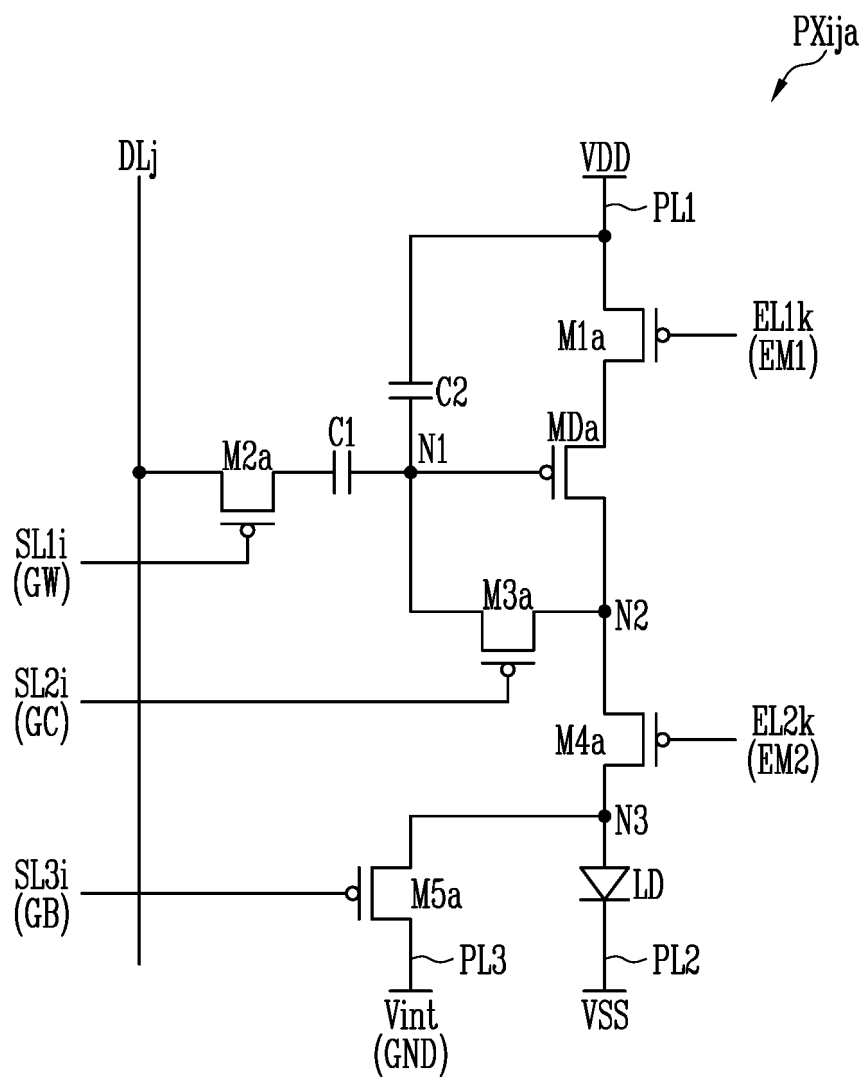 PXija
DLj
VDD
PL1
M1a
EL1k
(EM1)
C2
MDa
C1
N1
M2a
SL1i
(GW)
M3a
N2
SL2i
(GC)
M4a
EL2k
(EM2)
N3
SL3i
(GB)
M5a
LD
PL3
PL2
Vint
(GND)
VSS